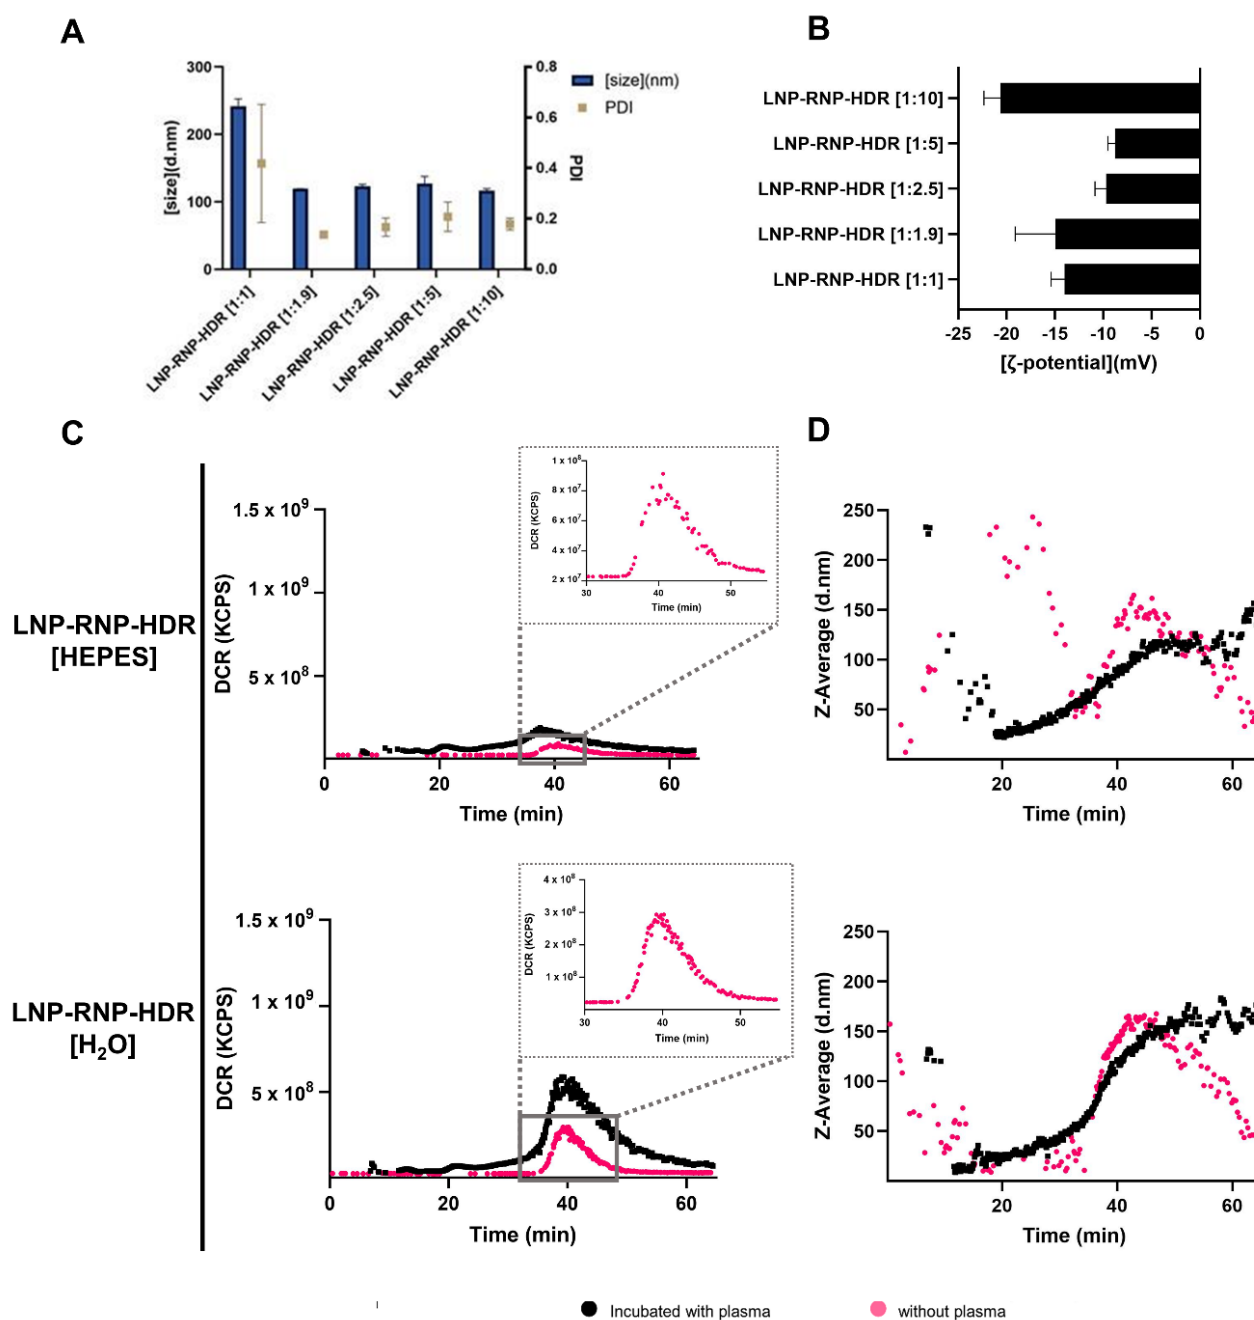 A
300
200
100
0
[size](d.nm)
0.8
0.6
0.4
0.2
0.0
PDI
[size](nm)
PDI
LNP-RNP-HDR [1:1]
LNP-RNP-HDR [1:1.9]
LNP-RNP-HDR [1:2.5]
LNP-RNP-HDR [1:5]
LNP-RNP-HDR [1:10]
B
LNP-RNP-HDR [1:10]
LNP-RNP-HDR [1:5]
LNP-RNP-HDR [1:2.5]
LNP-RNP-HDR [1:1.9]
LNP-RNP-HDR [1:1]
-25 -20 -15 -10 -5 0
[ζ-potential](mV)
C
LNP-RNP-HDR
[HEPES]
DCR (KCPS)
1.5 x 10⁹
1 x 10⁹
5 x 10⁸
0 20 40 60
Time (min)
DCR (KCPS)
1 x 10⁸
8 x 10⁷
6 x 10⁷
4 x 10⁷
2 x 10⁷
30 40 50
Time (min)
D
Z-Average (d.nm)
250
200
150
100
50
20 40 60
Time (min)
LNP-RNP-HDR
[H₂O]
DCR (KCPS)
1.5 x 10⁹
1 x 10⁹
5 x 10⁸
0 20 40 60
Time (min)
DCR (KCPS)
4 x 10⁸
3 x 10⁸
2 x 10⁸
1 x 10⁸
30 40 50
Time (min)
Z-Average (d.nm)
250
200
150
100
50
20 40 60
Time (min)
Incubated with plasma
without plasma